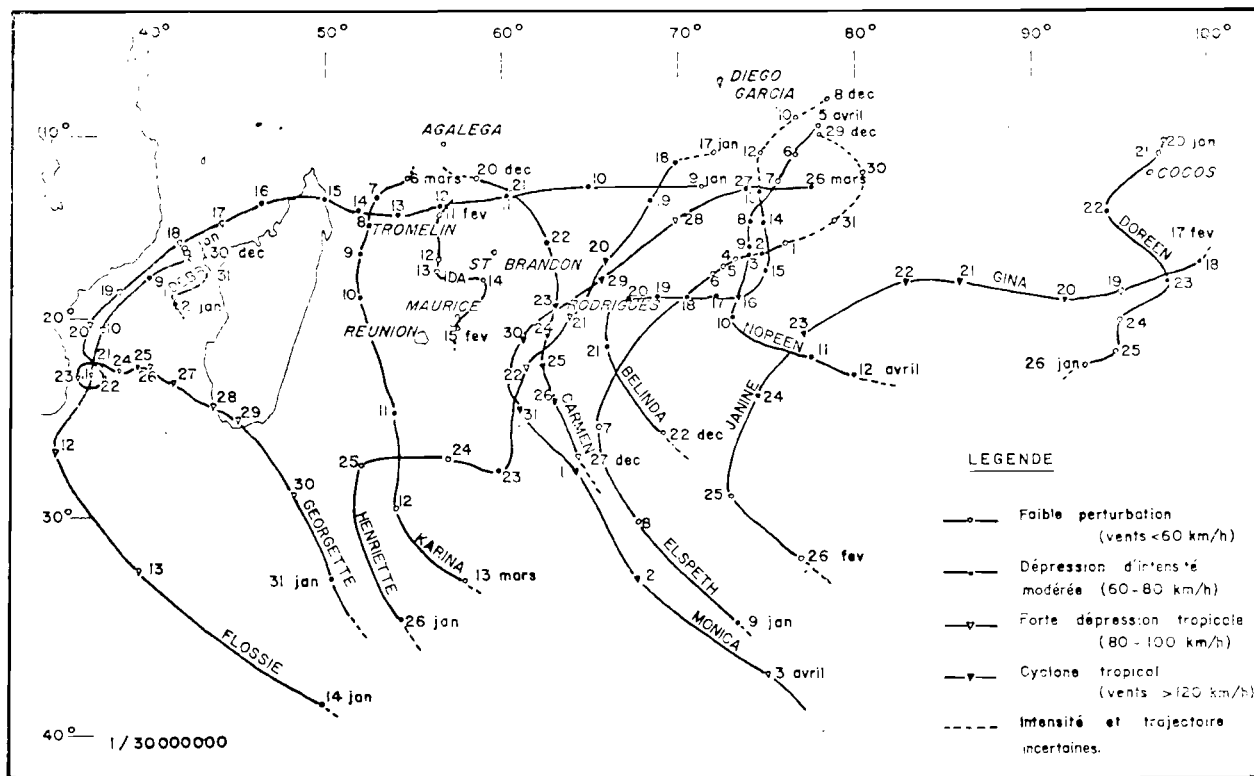 50° 60° 70° 80° 90° 100°
10°
20
30°
40°
DIEGO
GARCIA
AGALEGA
TROMELIN
ST BRANDON
MAURICE
REUNION
RODRIGUES
COCOS
8 dec
10
12
13
14
15
16
17
18
19
20
21
BELINDA
22 dec
5 avril
6
7
8
9
10
NOREEN
11
12 avril
29 dec
30
31
1
2
3
4
5
6
7
8
ELSPETH
9 jan
26 mars
27
28
29
30
31
1
2
MONICA
3 avril
20 dec
21
22
23
24
25
26
CARMEN
27 dec
9 jan
10
11
12
13
14
15
16
17
18
19
20
21
22
23
24
25
26
27
28
29
30
GEORGETTE
31 jan
6 mars
7
8
9
10
11
12
KARINA
13 mars
11 fev
12
13
IDA
14
15 fev
17 jan
18
19
20
21
22
23
24
25
HENRIETTE
26 jan
30 dec
31
2 jan
8 jan
9
10
12
13
FLOSSIE
14 jan
20 jan
21
22
DOREEN
23
24
25
26 jan
17 fev
18
19
20
GINA
21
22
23
JANINE
24
25
26 fev
LEGENDE
Faible perturbation
(vents <60 km/h)
Dépression d'intensité
modérée (60-80 km/h)
Forte dépression tropicale
(80-100 km/h)
Cyclone tropical
(vents >120 km/h)
Intensité et trajectoire
incertaines.
1/30000000